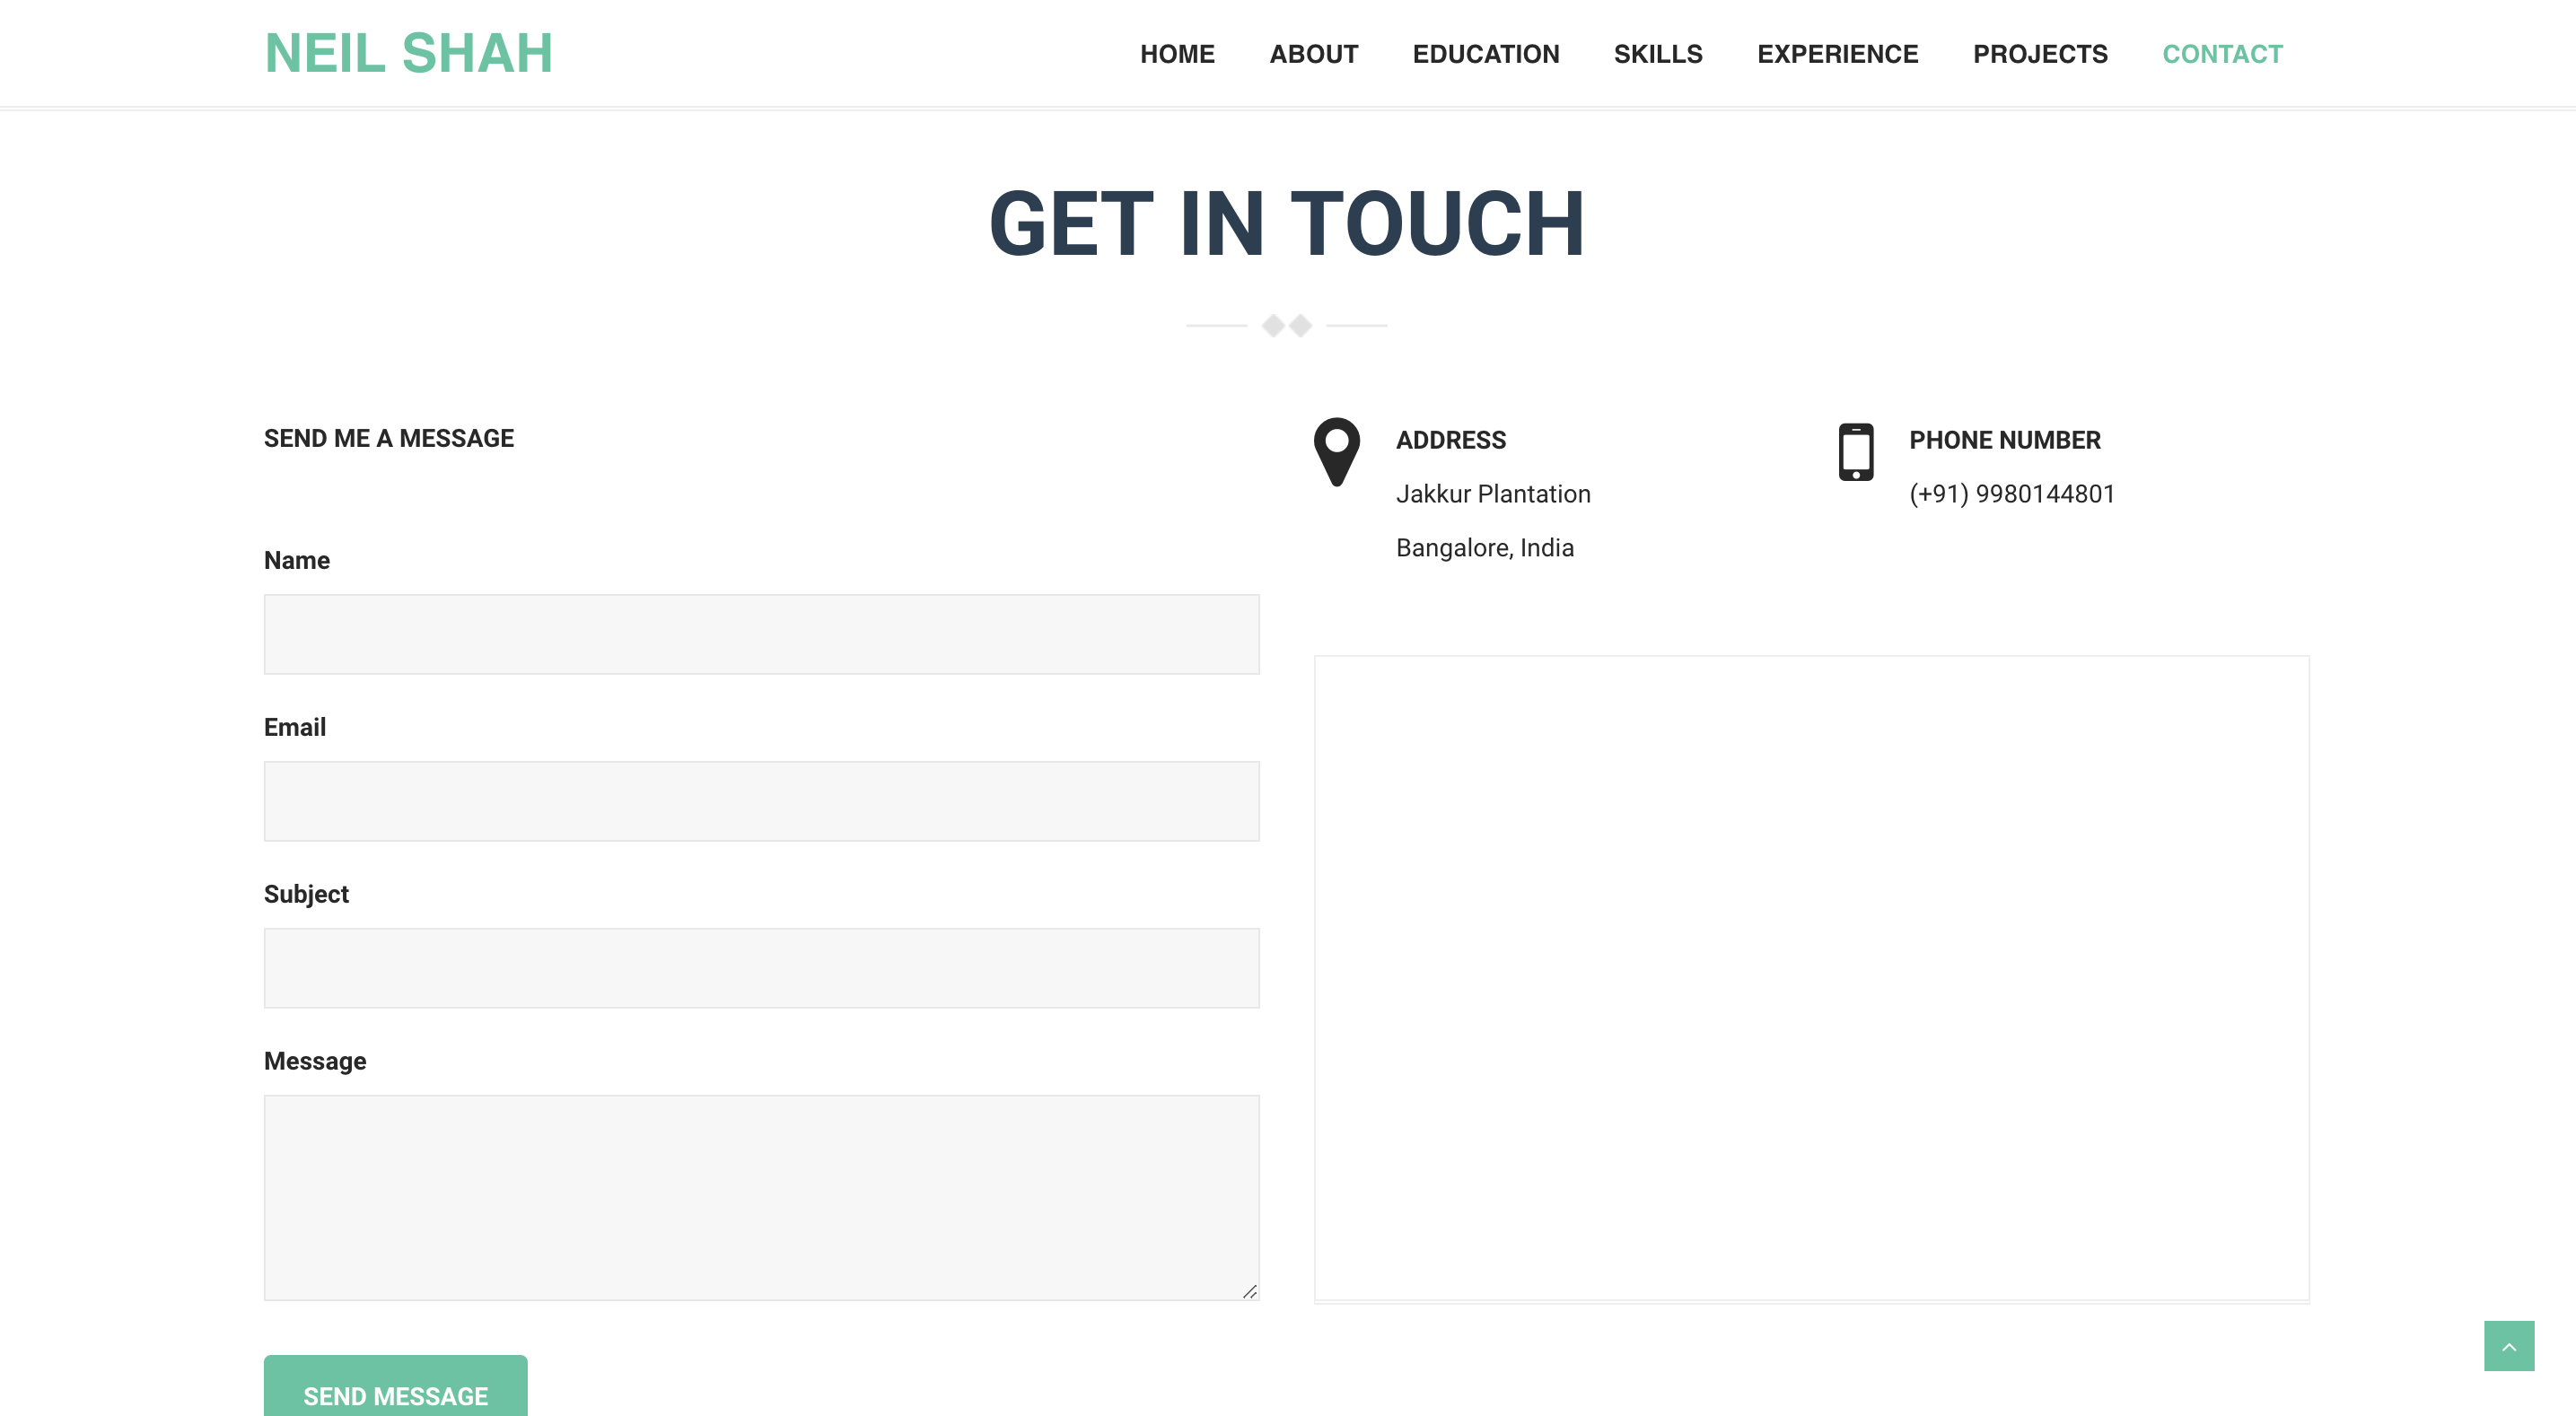 NEIL SHAH
HOME ABOUT EDUCATION SKILLS EXPERIENCE PROJECTS CONTACT
GET IN TOUCH
SEND ME A MESSAGE
Name
Email
Subject
Message
SEND MESSAGE
ADDRESS
Jakkur Plantation
Bangalore, India
PHONE NUMBER
(+91) 9980144801